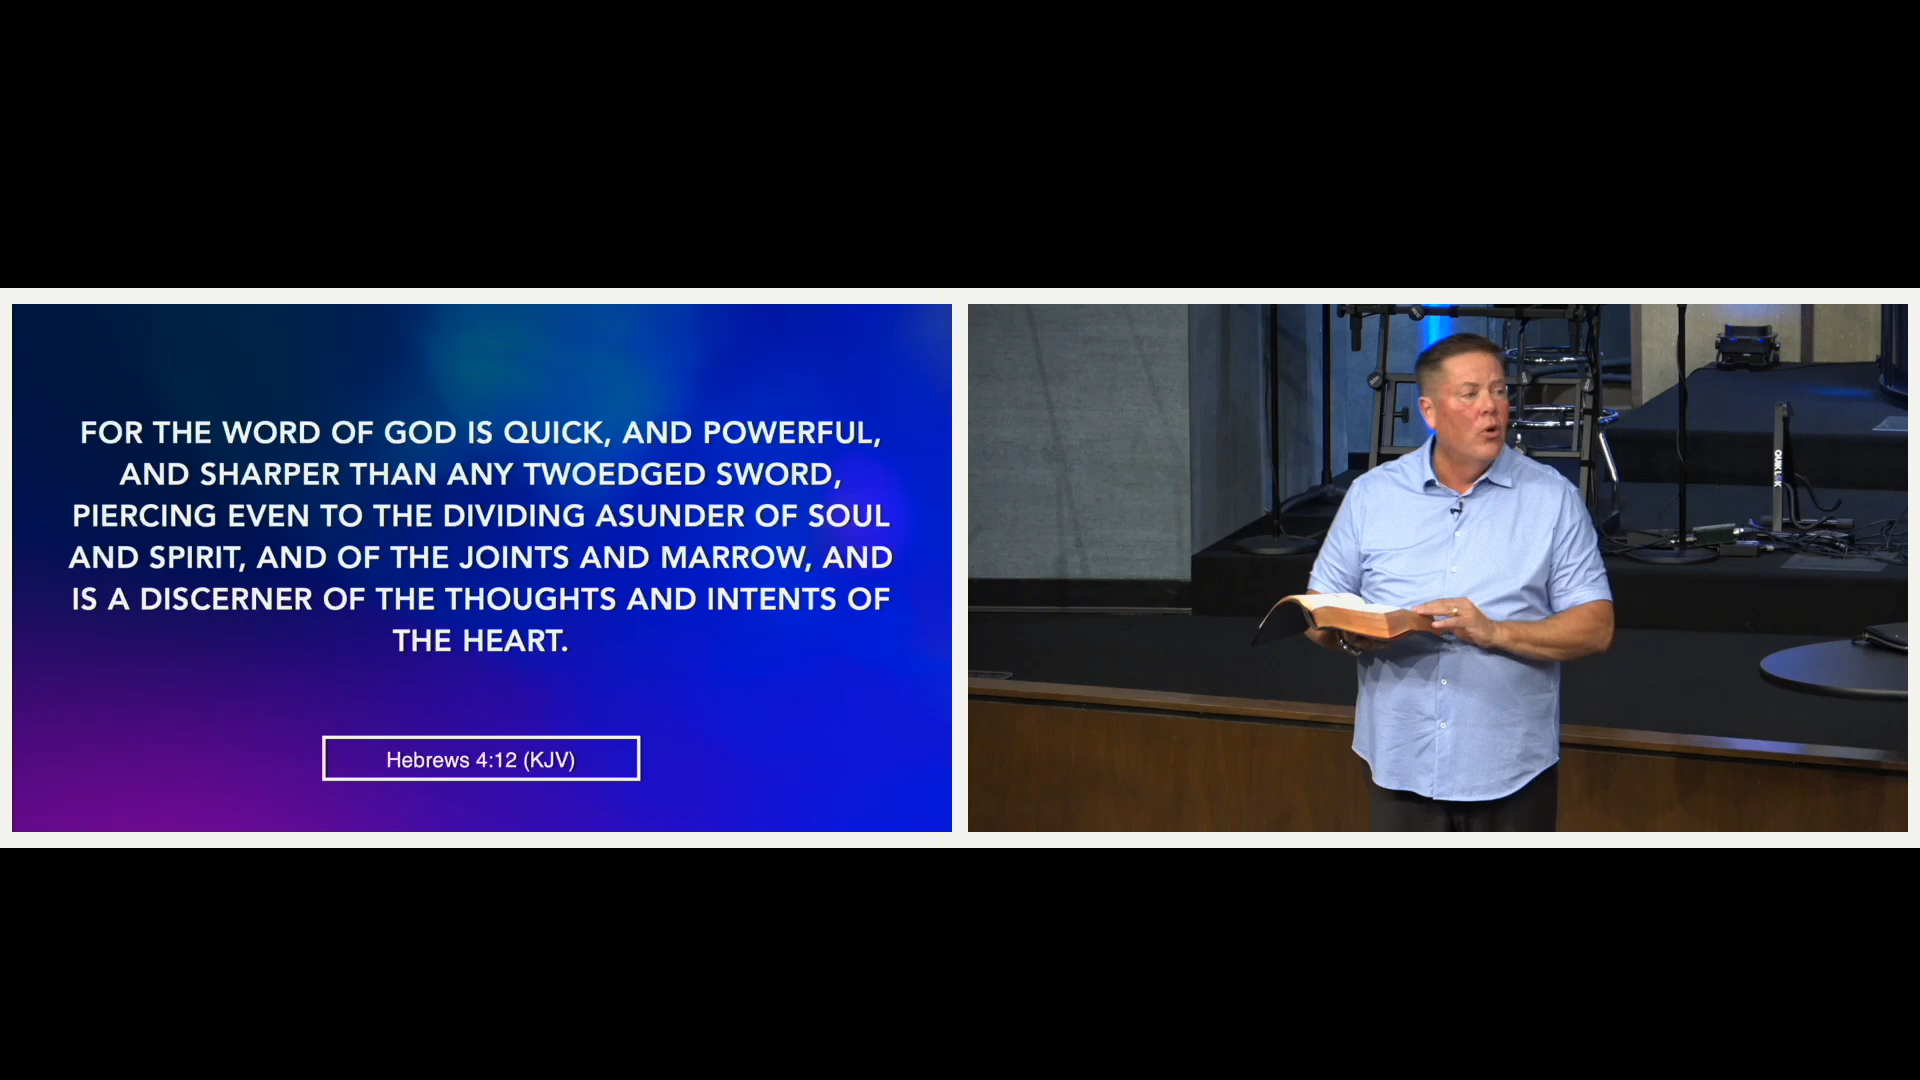 FOR THE WORD OF GOD IS QUICK, AND POWERFUL,
AND SHARPER THAN ANY TWOEDGED SWORD,
PIERCING EVEN TO THE DIVIDING ASUNDER OF SOUL
AND SPIRIT, AND OF THE JOINTS AND MARROW, AND
IS A DISCERNER OF THE THOUGHTS AND INTENTS OF
THE HEART.
Hebrews 4:12 (KJV)